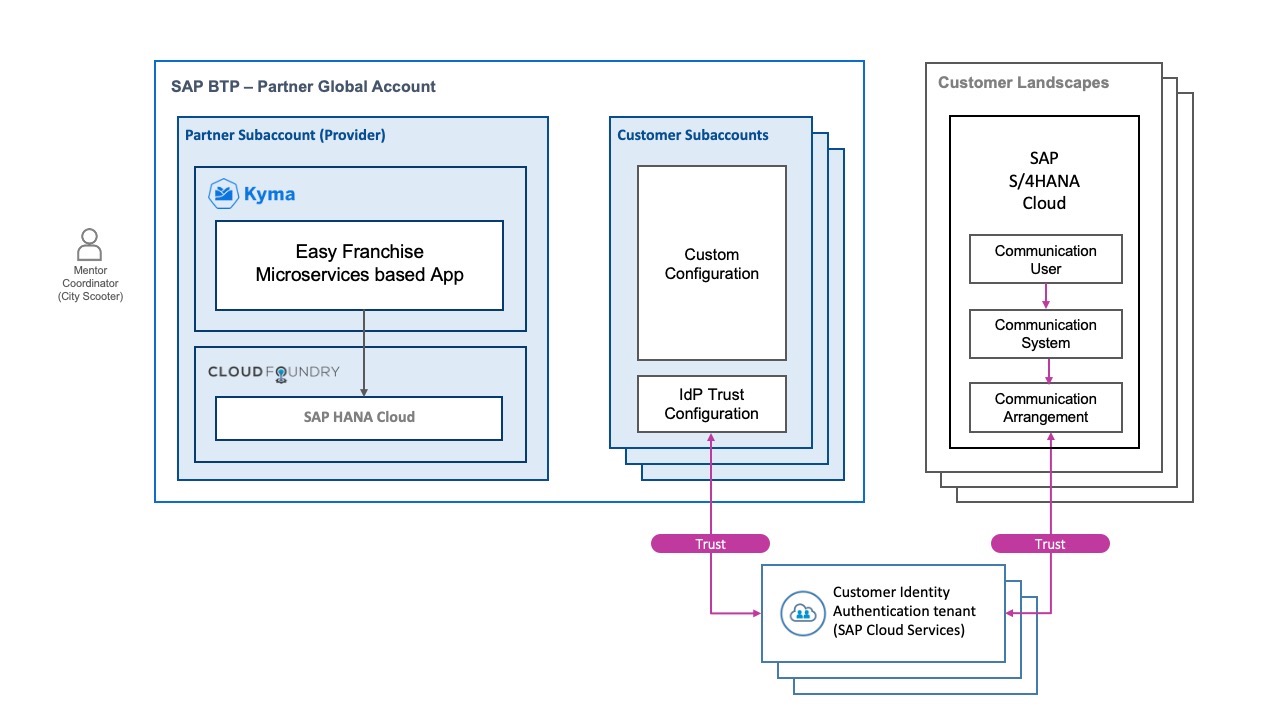 SAP BTP – Partner Global Account
Partner Subaccount (Provider)
Kyma
Easy Franchise
Microservices based App
CLOUD FOUNDRY
SAP HANA Cloud
Mentor
Coordinator
(City Scooter)
Customer Subaccounts
Custom
Configuration
IdP Trust
Configuration
Customer Landscapes
SAP
S/4HANA
Cloud
Communication
User
Communication
System
Communication
Arrangement
Trust
Trust
Customer Identity
Authentication tenant
(SAP Cloud Services)